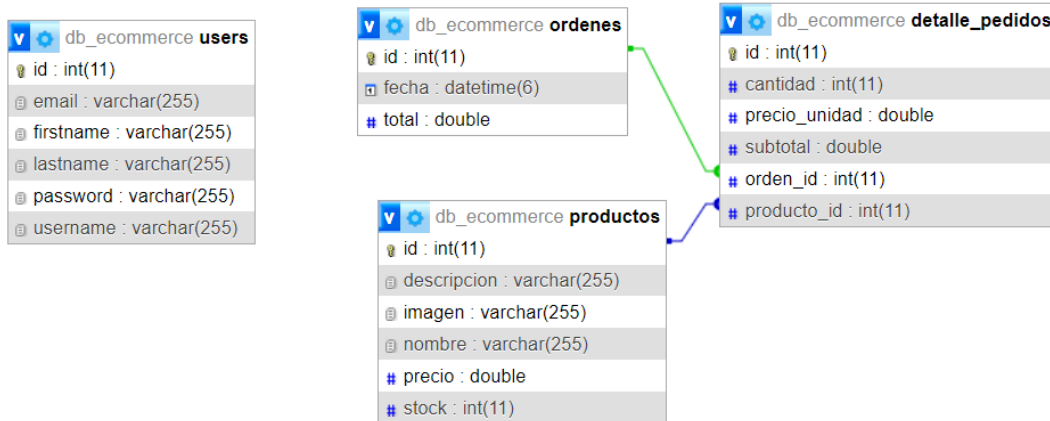 v db_ecommerce users
id : int(11)
email : varchar(255)
firstname : varchar(255)
lastname : varchar(255)
password : varchar(255)
username : varchar(255)
v db_ecommerce ordenes
id : int(11)
fecha : datetime(6)
# total : double
v db_ecommerce productos
id : int(11)
descripcion : varchar(255)
imagen : varchar(255)
nombre : varchar(255)
# precio : double
# stock : int(11)
v db_ecommerce detalle_pedidos
id : int(11)
# cantidad : int(11)
# precio_unidad : double
# subtotal : double
# orden_id : int(11)
# producto_id : int(11)